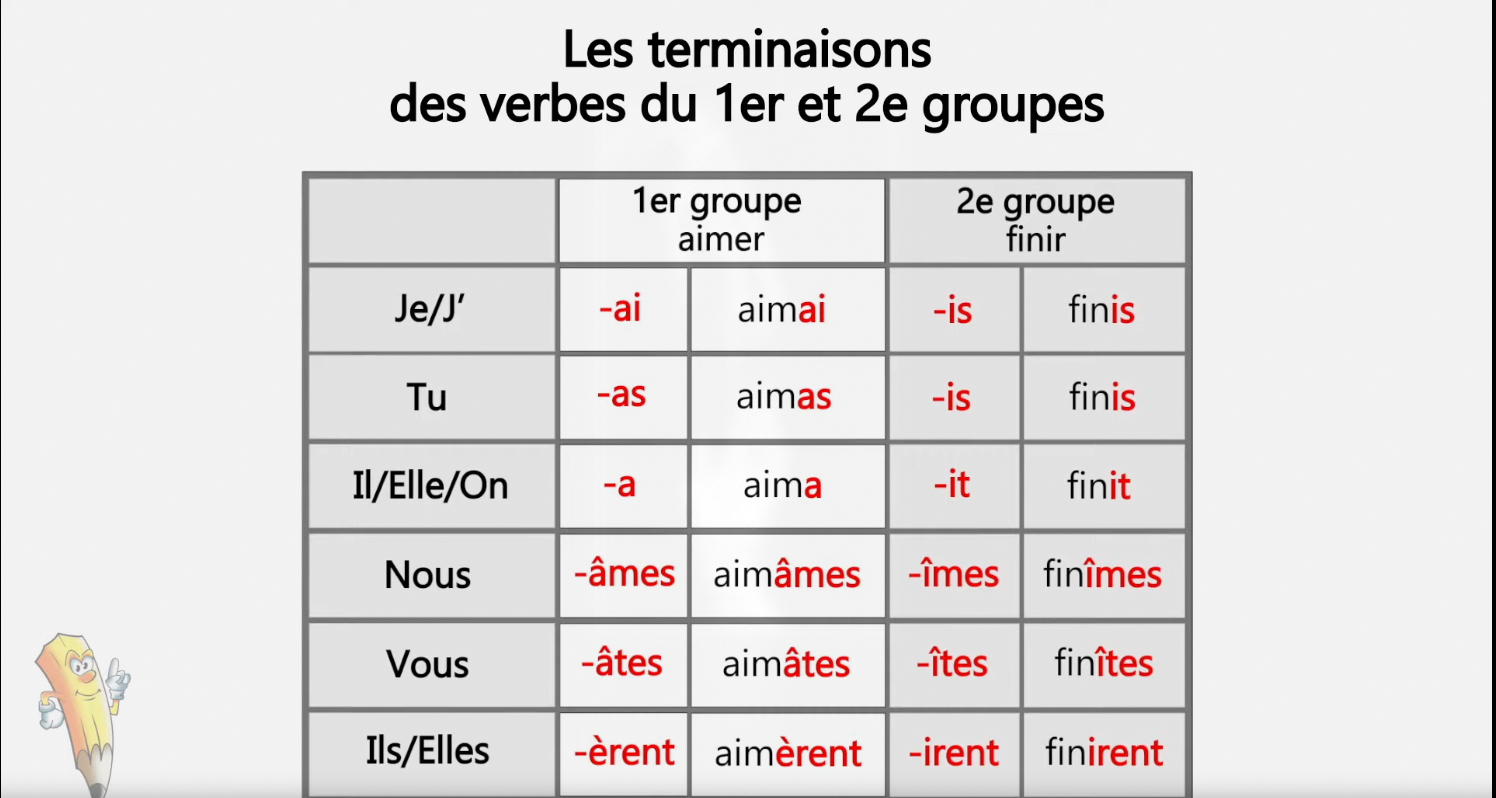 Les terminaisons
des verbes du 1er et 2e groupes
1er groupe 2e groupe
aimer finir
Je/J’ -ai aimai -is finis
Tu -as aimas -is finis
Il/Elle/On -a aima -it finit
Nous -âmes aimâmes -îmes finîmes
Vous -âtes aimâtes -îtes finîtes
Ils/Elles -èrent aimèrent -irent finirent